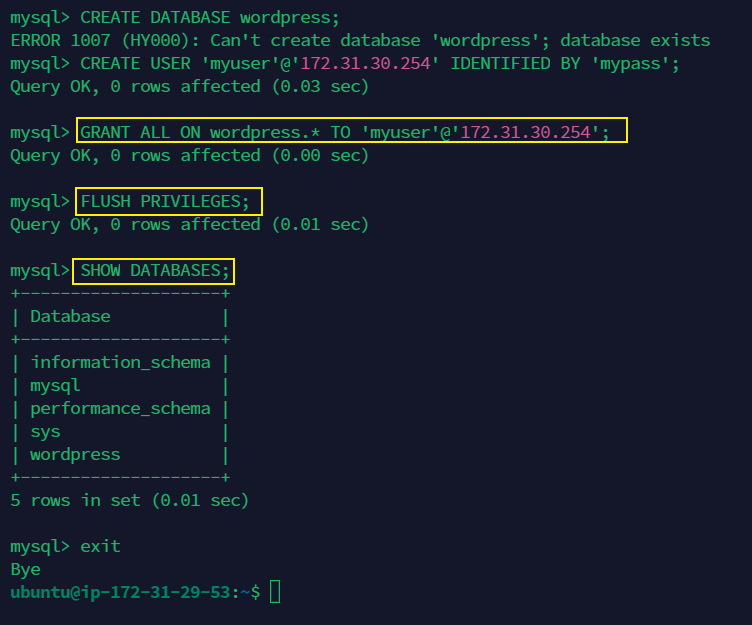 mysql> CREATE DATABASE wordpress;
ERROR 1007 (HY000): Can't create database 'wordpress'; database exists
mysql> CREATE USER 'myuser'@'172.31.30.254' IDENTIFIED BY 'mypass';
Query OK, 0 rows affected (0.03 sec)
mysql> GRANT ALL ON wordpress.* TO 'myuser'@'172.31.30.254';
Query OK, 0 rows affected (0.00 sec)
mysql> FLUSH PRIVILEGES;
Query OK, 0 rows affected (0.01 sec)
mysql> SHOW DATABASES;
+--------------------+
| Database           |
+--------------------+
| information_schema |
| mysql              |
| performance_schema |
| sys                |
| wordpress          |
+--------------------+
5 rows in set (0.01 sec)
mysql> exit
Bye
ubuntu@ip-172-31-29-53:~$